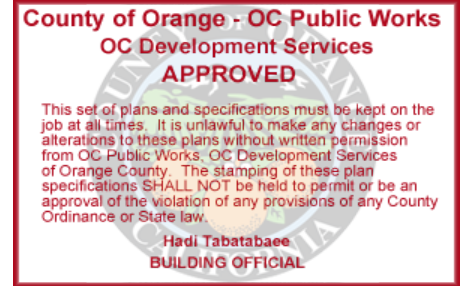 County of Orange - OC Public Works
OC Development Services
APPROVED
This set of plans and specifications must be kept on the
job at all times. It is unlawful to make any changes or
alterations to these plans without written permission
from OC Public Works, OC Development Services
of Orange County. The stamping of these plan
specifications SHALL NOT be held to permit or be an
approval of the violation of any provisions of any County
Ordinance or State law.
Hadi Tabatabaee
BUILDING OFFICIAL
COUNTY OF ORANGE
CALIFORNIA